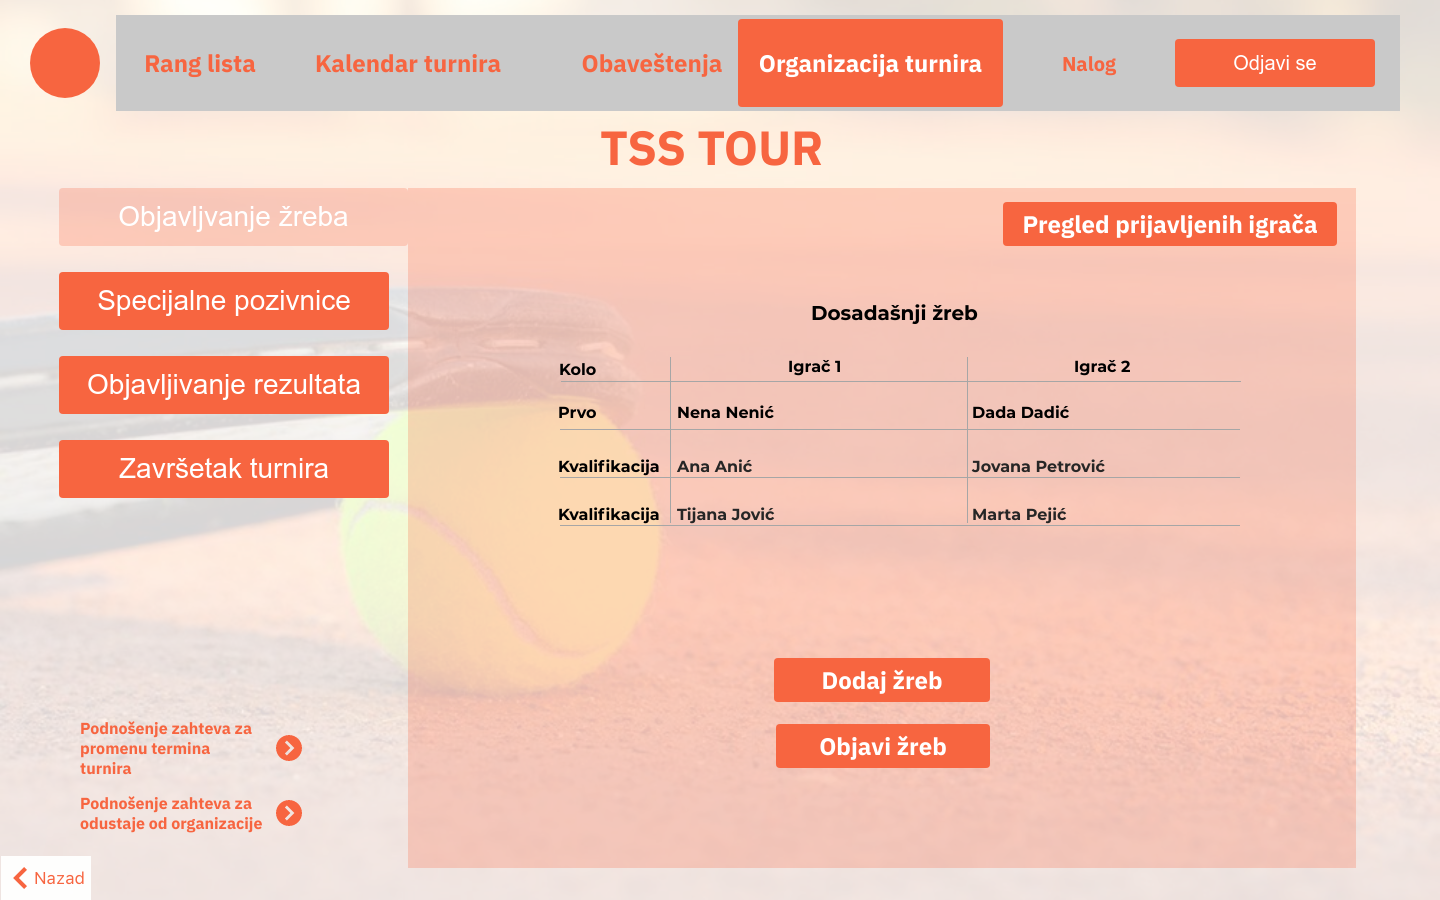 Rang lista
Kalendar turnira
Obaveštenja
Organizacija turnira
Nalog
Odjavi se
TSS TOUR
Objavljvanje žreba
Specijalne pozivnice
Objavljivanje rezultata
Završetak turnira
Pregled prijavljenih igrača
Dosadašnji žreb
Kolo Igrač 1 Igrač 2
Prvo Nena Nenić Dada Dadić
Kvalifikacija Ana Anić Jovana Petrović
Kvalifikacija Tijana Jović Marta Pejić
Dodaj žreb
Objavi žreb
Podnošenje zahteva za
promenu termina
turnira
Podnošenje zahteva za
odustaje od organizacije
Nazad